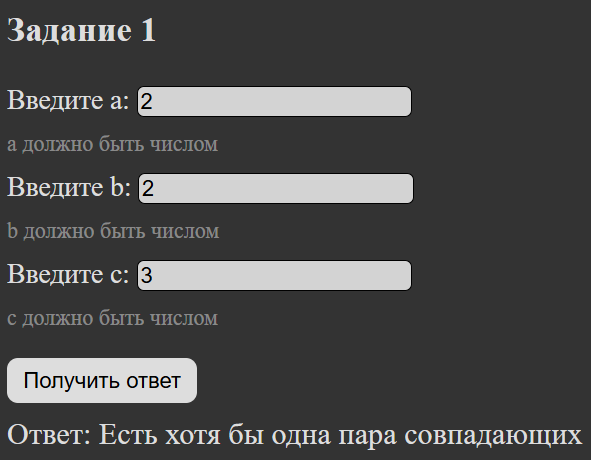 Задание 1
Введите a: 2
a должно быть числом
Введите b: 2
b должно быть числом
Введите c: 3
c должно быть числом
Получить ответ
Ответ: Есть хотя бы одна пара совпадающих